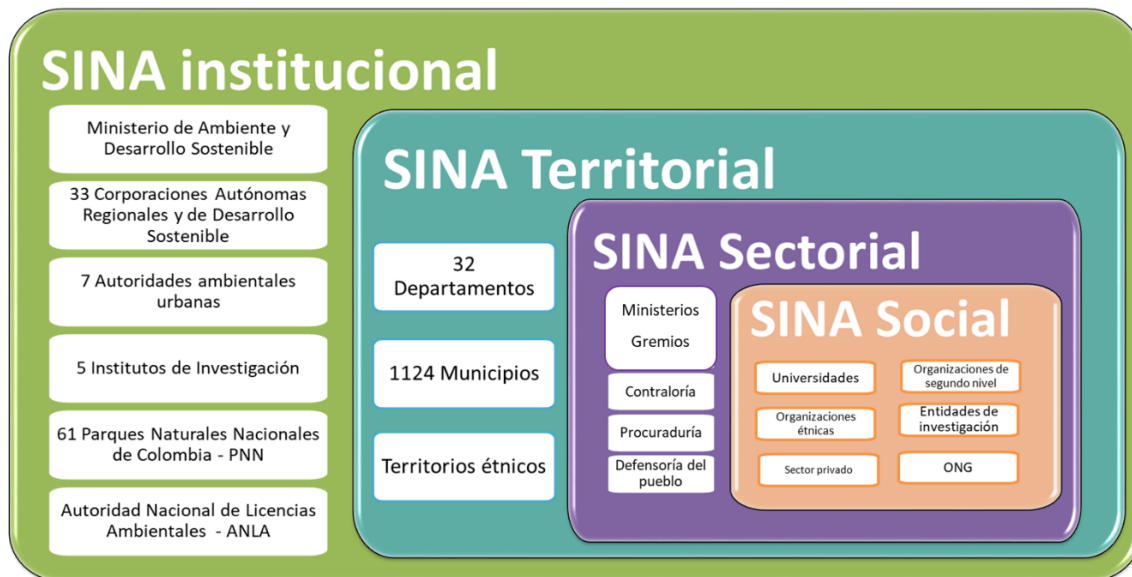 SINA institucional
Ministerio de Ambiente y
Desarrollo Sostenible
33 Corporaciones Autónomas
Regionales y de Desarrollo
Sostenible
7 Autoridades ambientales
urbanas
5 Institutos de Investigación
61 Parques Naturales Nacionales
de Colombia - PNN
Autoridad Nacional de Licencias
Ambientales - ANLA
SINA Territorial
32
Departamentos
1124 Municipios
Territorios étnicos
SINA Sectorial
Ministerios
Gremios
Contraloría
Procuraduría
Defensoría del
pueblo
SINA Social
Universidades
Organizaciones de
segundo nivel
Organizaciones
étnicas
Entidades de
investigación
Sector privado
ONG